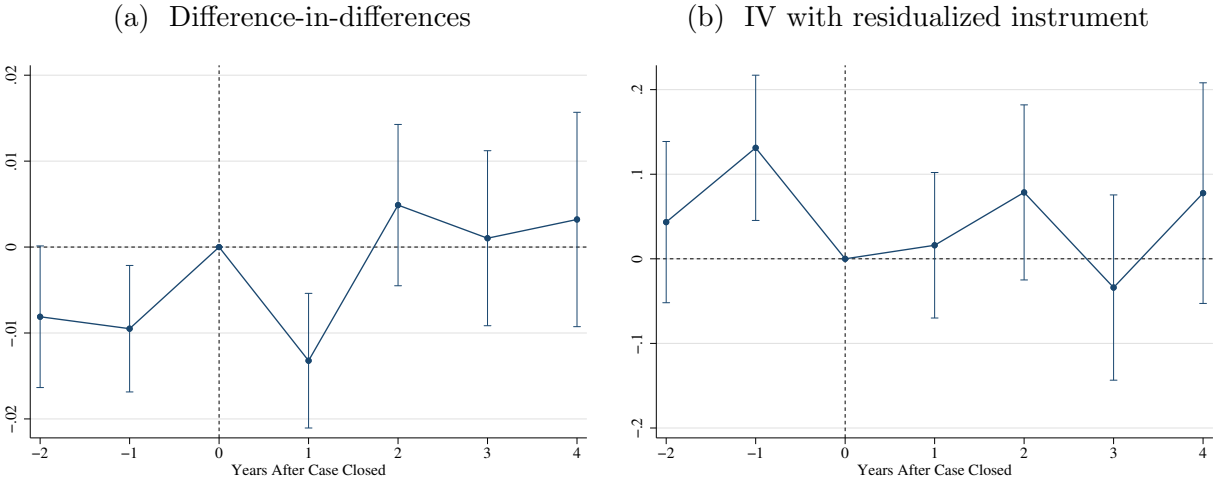 (a) Difference-in-differences
.02
.01
0
−.01
−.02
−2 −1 0 1 2 3 4
Years After Case Closed
(b) IV with residualized instrument
.2
.1
0
−.1
−.2
−2 −1 0 1 2 3 4
Years After Case Closed